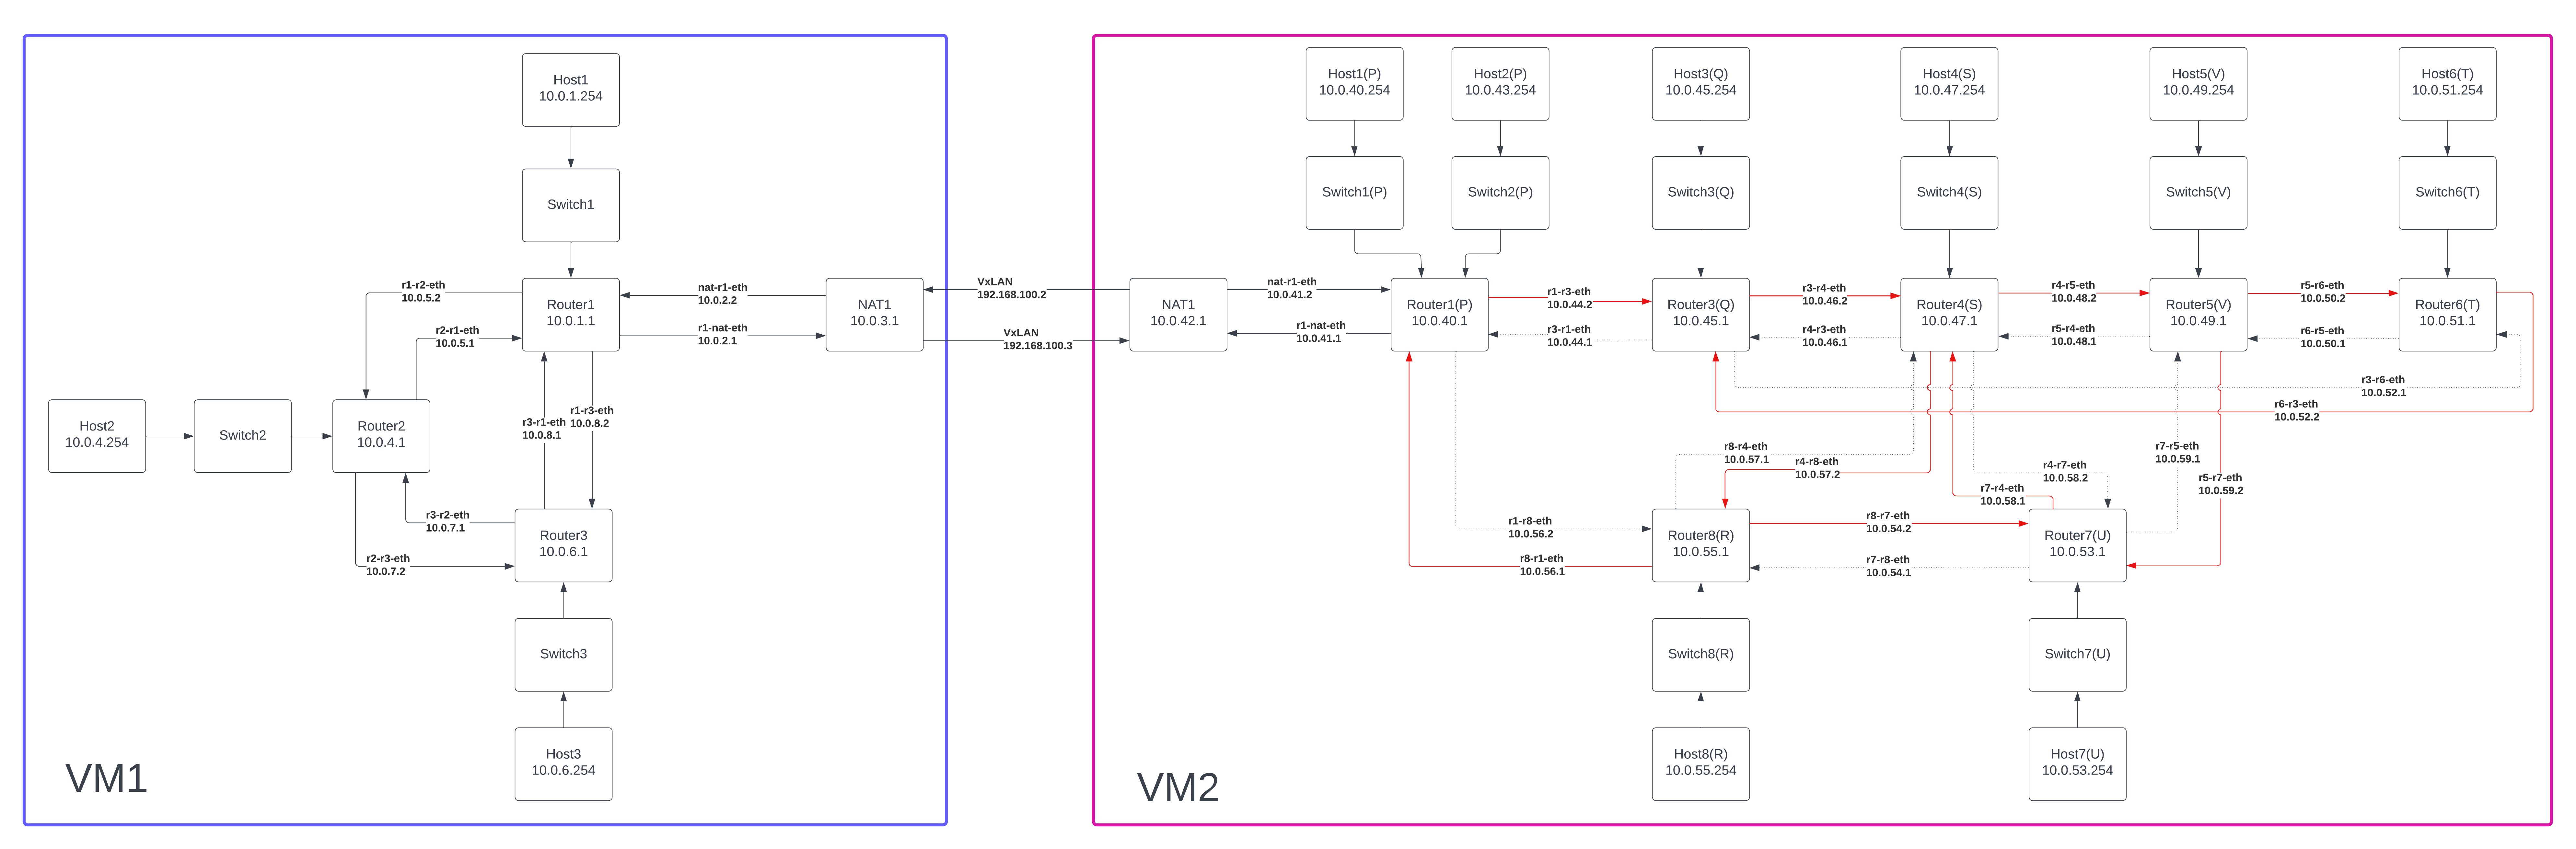 Host1
10.0.1.254
Switch1
r1-r2-eth
10.0.5.2
r2-r1-eth
10.0.5.1
Router1
10.0.1.1
nat-r1-eth
10.0.2.2
r1-nat-eth
10.0.2.1
NAT1
10.0.3.1
Host2
10.0.4.254
Switch2
Router2
10.0.4.1
r3-r1-eth
10.0.8.1
r1-r3-eth
10.0.8.2
r3-r2-eth
10.0.7.1
r2-r3-eth
10.0.7.2
Router3
10.0.6.1
Switch3
Host3
10.0.6.254
VM1
VxLAN
192.168.100.2
VxLAN
192.168.100.3
Host1(P)
10.0.40.254
Host2(P)
10.0.43.254
Host3(Q)
10.0.45.254
Host4(S)
10.0.47.254
Host5(V)
10.0.49.254
Host6(T)
10.0.51.254
Switch1(P)
Switch2(P)
Switch3(Q)
Switch4(S)
Switch5(V)
Switch6(T)
NAT1
10.0.42.1
nat-r1-eth
10.0.41.2
r1-nat-eth
10.0.41.1
Router1(P)
10.0.40.1
r1-r3-eth
10.0.44.2
r3-r1-eth
10.0.44.1
Router3(Q)
10.0.45.1
r3-r4-eth
10.0.46.2
r4-r3-eth
10.0.46.1
Router4(S)
10.0.47.1
r4-r5-eth
10.0.48.2
r5-r4-eth
10.0.48.1
Router5(V)
10.0.49.1
r5-r6-eth
10.0.50.2
r6-r5-eth
10.0.50.1
Router6(T)
10.0.51.1
r3-r6-eth
10.0.52.1
r6-r3-eth
10.0.52.2
r8-r4-eth
10.0.57.1
r4-r8-eth
10.0.57.2
r4-r7-eth
10.0.58.2
r7-r4-eth
10.0.58.1
r7-r5-eth
10.0.59.1
r5-r7-eth
10.0.59.2
r1-r8-eth
10.0.56.2
r8-r1-eth
10.0.56.1
Router8(R)
10.0.55.1
r8-r7-eth
10.0.54.2
r7-r8-eth
10.0.54.1
Router7(U)
10.0.53.1
Switch8(R)
Switch7(U)
Host8(R)
10.0.55.254
Host7(U)
10.0.53.254
VM2